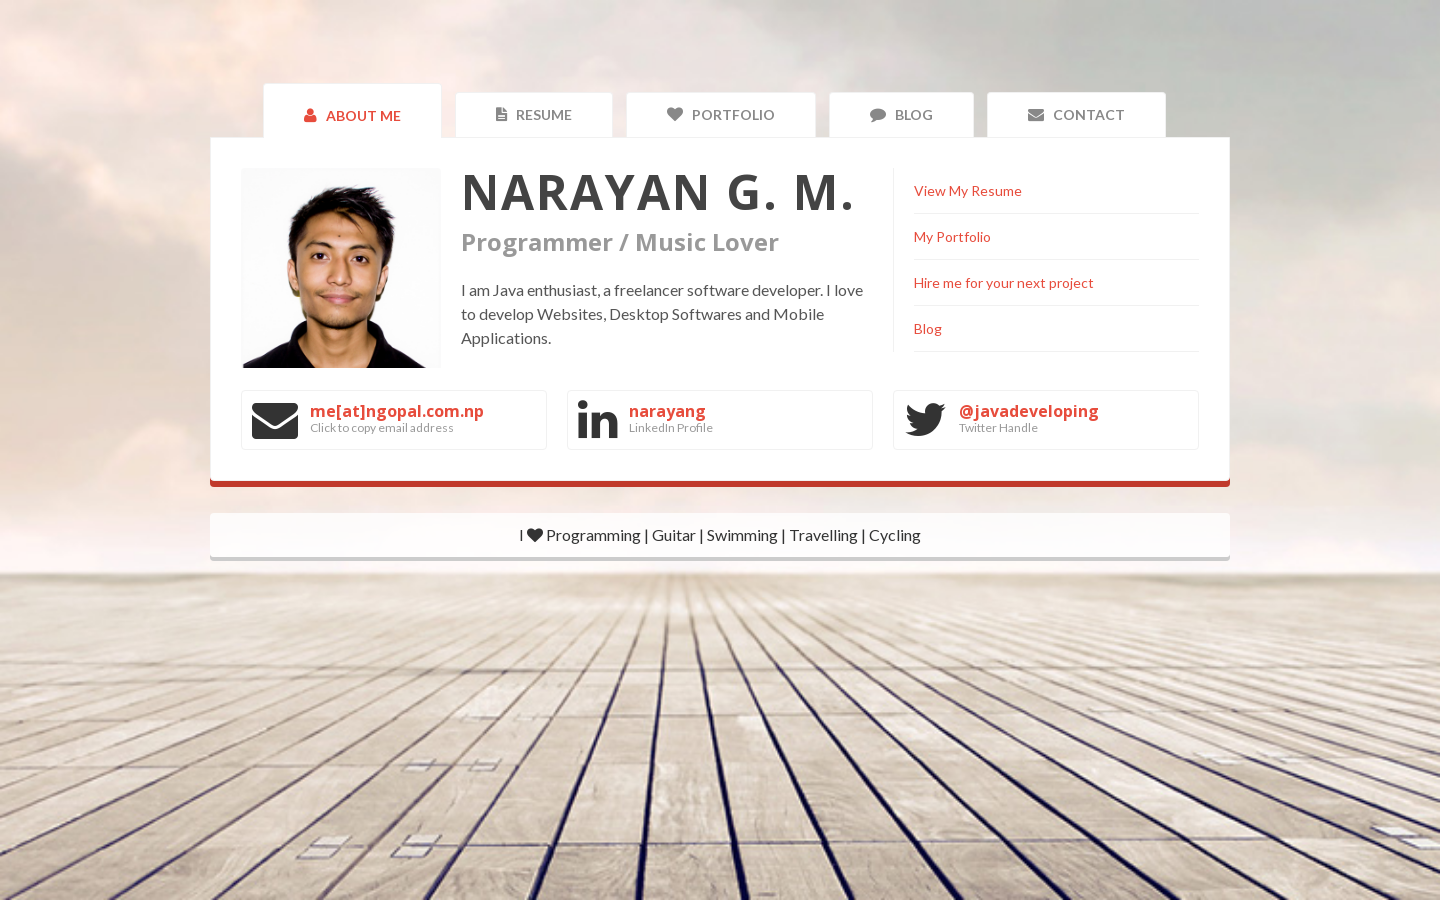 ABOUT ME
RESUME
PORTFOLIO
BLOG
CONTACT
NARAYAN G. M.
Programmer / Music Lover
I am Java enthusiast, a freelancer software developer. I love
to develop Websites, Desktop Softwares and Mobile
Applications.
View My Resume
My Portfolio
Hire me for your next project
Blog
me[at]ngopal.com.np
Click to copy email address
in narayang
LinkedIn Profile
@javadeveloping
Twitter Handle
I ♥ Programming | Guitar | Swimming | Travelling | Cycling